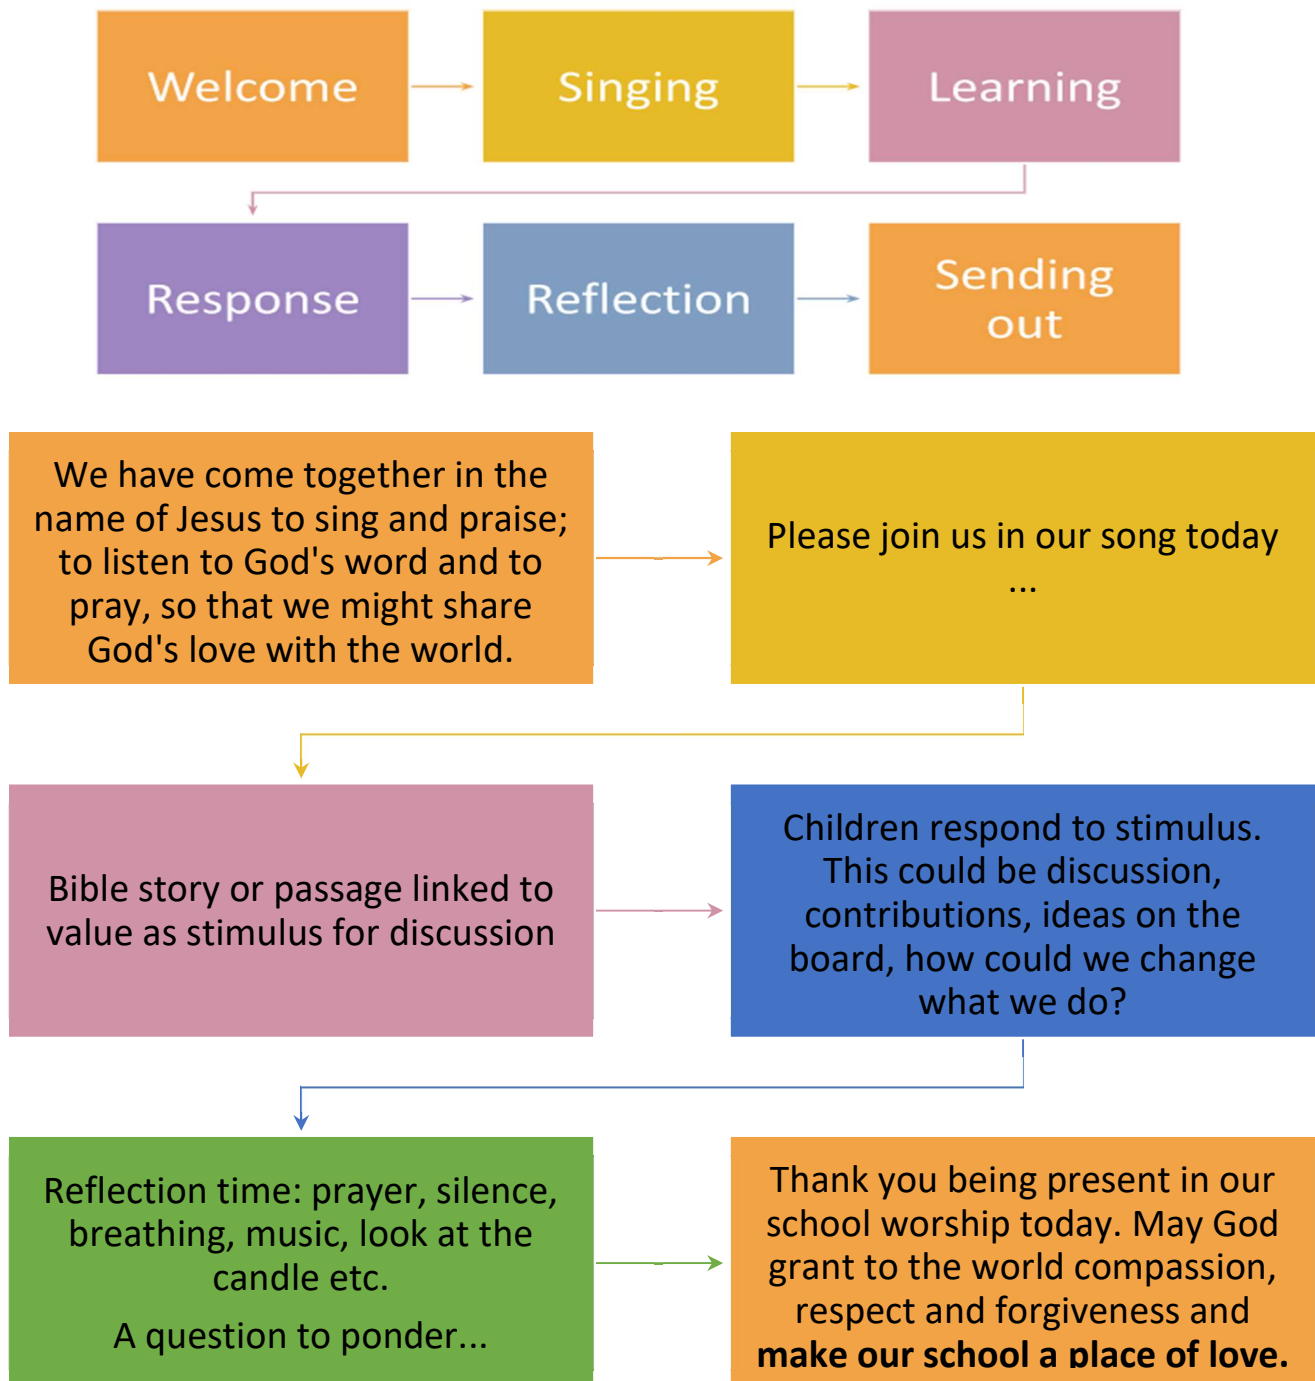 Welcome
Singing
Learning
Response
Reflection
Sending
out
We have come together in the
name of Jesus to sing and praise;
to listen to God's word and to
pray, so that we might share
God's love with the world.
Please join us in our song today
...
Bible story or passage linked to
value as stimulus for discussion
Children respond to stimulus.
This could be discussion,
contributions, ideas on the
board, how could we change
what we do?
Reflection time: prayer, silence,
breathing, music, look at the
candle etc.
A question to ponder...
Thank you being present in our
school worship today. May God
grant to the world compassion,
respect and forgiveness and
make our school a place of love.